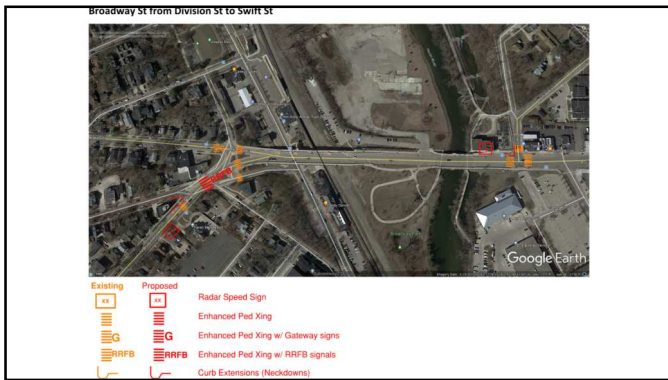 Broadway St from Division St to Swift St
RRFB
Google Earth
Existing Proposed
xx xx Radar Speed Sign
Enhanced Ped Xing
G G Enhanced Ped Xing w/ Gateway signs
RRFB RRFB Enhanced Ped Xing w/ RRFB signals
Curb Extensions (Neckdowns)